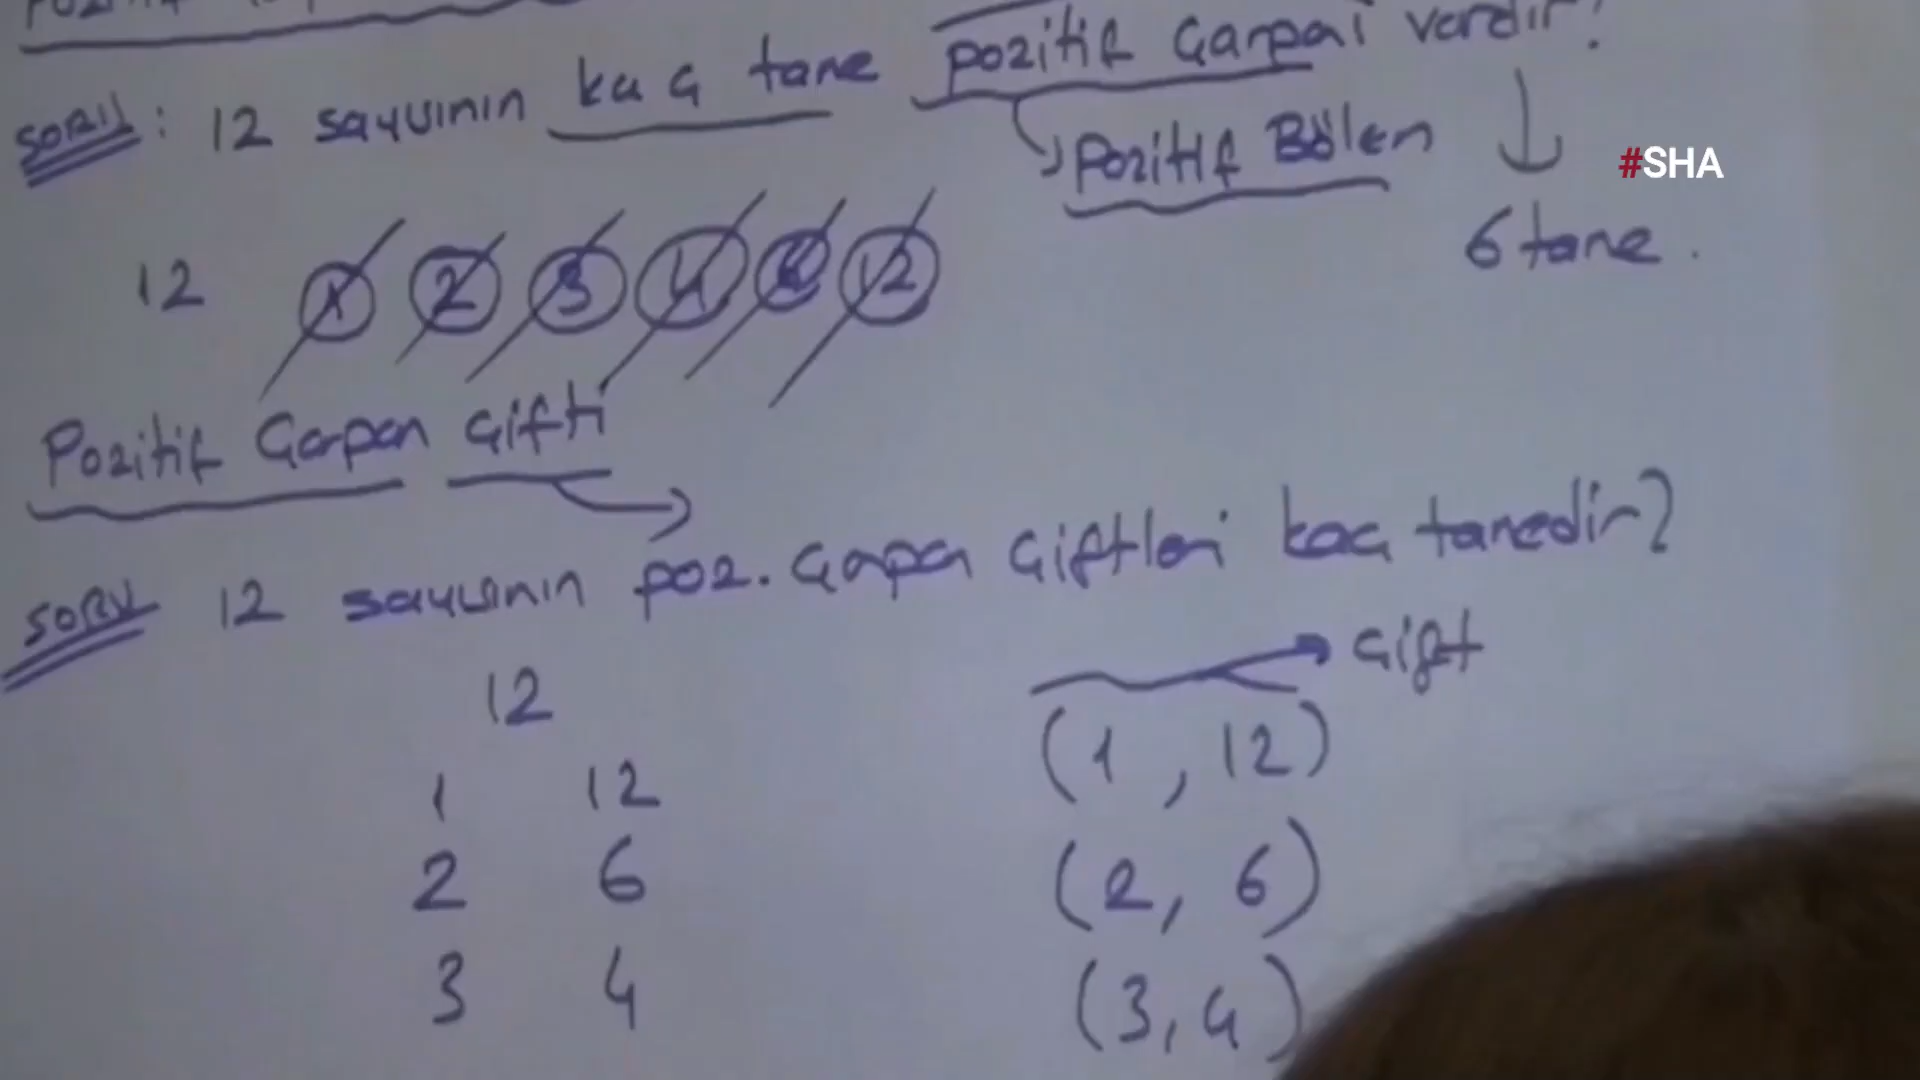 SORU: 12 sayısının kaç tane pozitif çarpanı vardır?
Pozitif Bölen
#SHA
6 tane.
12 1 2 3 4 6 12
Pozitif Çarpan Çifti
SORU 12 sayısının poz. Çarpan Çiftleri kaç tanedir?
Çift
12
1 12 (1, 12)
2 6 (2, 6)
3 4 (3, 4)